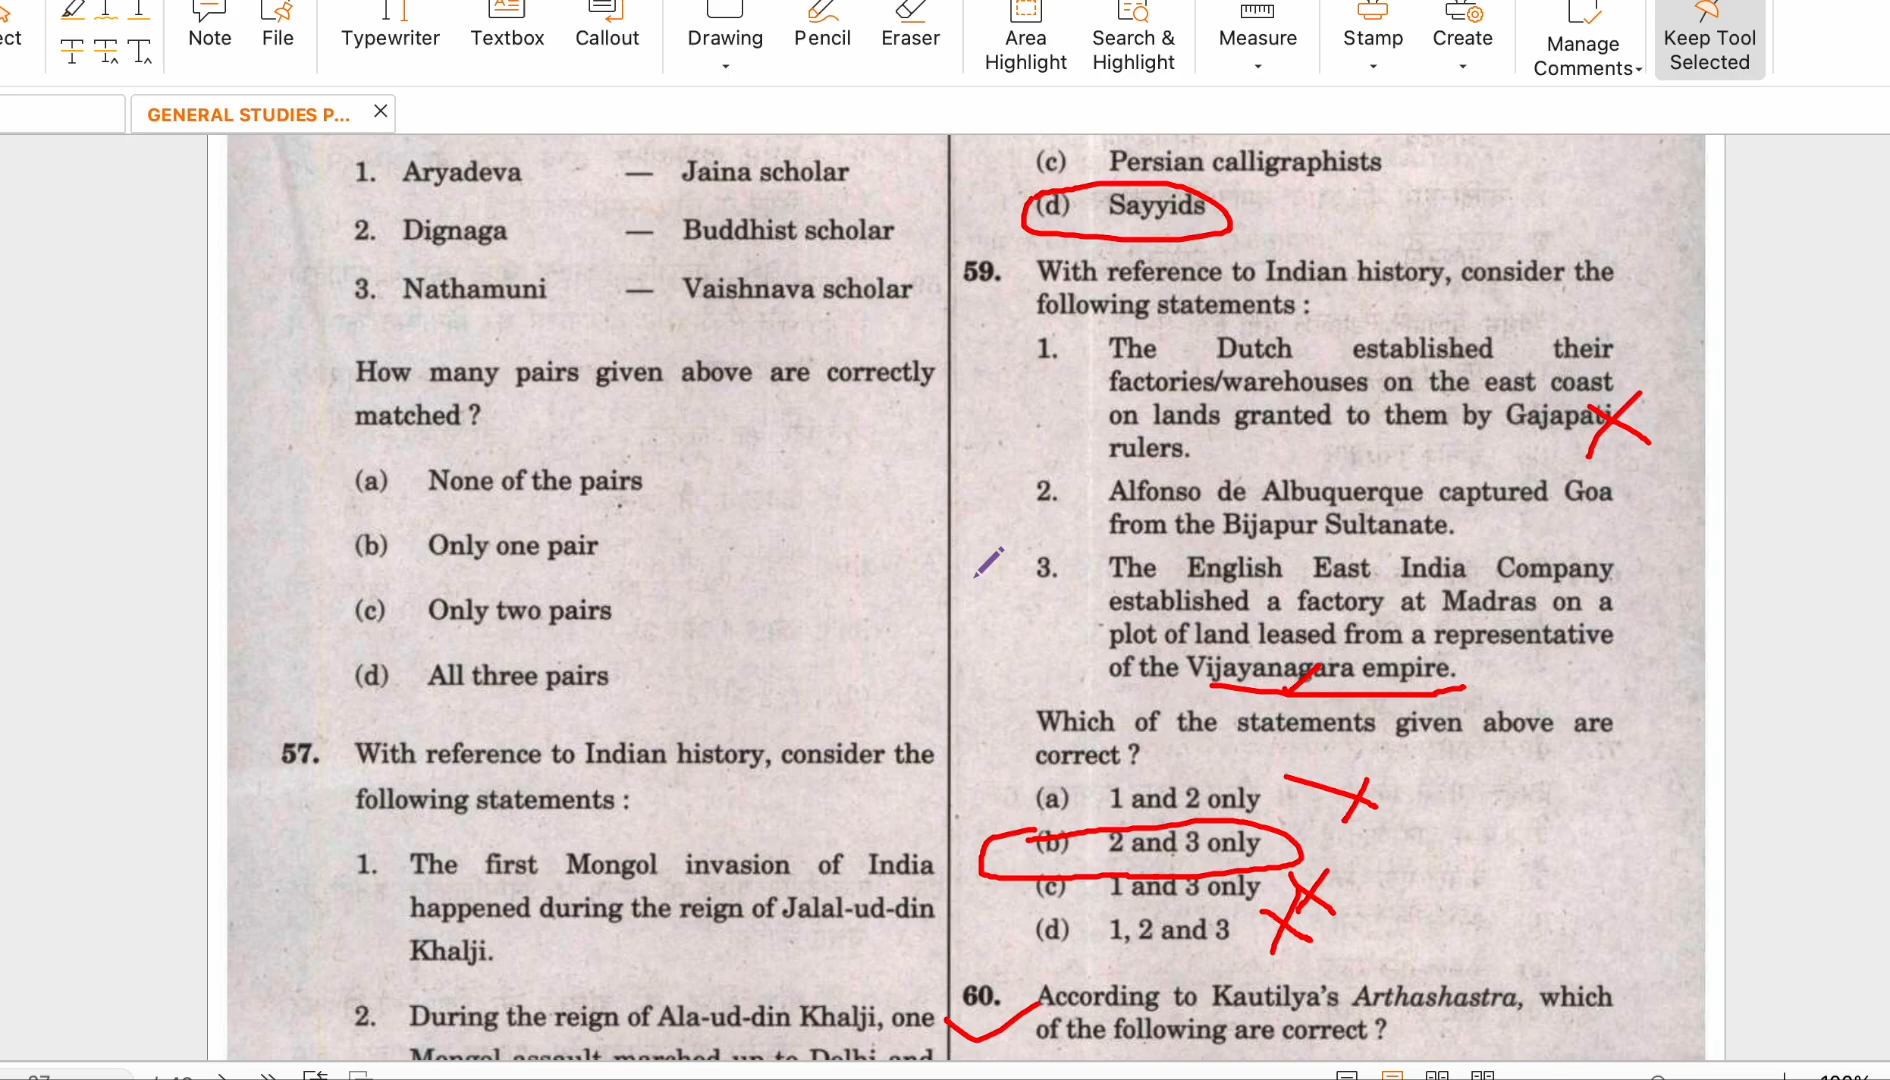 ect
Note
File
Typewriter
Textbox
Callout
Drawing
Pencil
Eraser
Area
Highlight
Search &
Highlight
Measure
Stamp
Create
Manage
Comments
Keep Tool
Selected
GENERAL STUDIES P...
1. Aryadeva — Jaina scholar
2. Dignaga — Buddhist scholar
3. Nathamuni — Vaishnava scholar
How many pairs given above are correctly
matched ?
(a) None of the pairs
(b) Only one pair
(c) Only two pairs
(d) All three pairs
57. With reference to Indian history, consider the
following statements :
1. The first Mongol invasion of India
happened during the reign of Jalal-ud-din
Khalji.
2. During the reign of Ala-ud-din Khalji, one
Mongol assault marched up to Delhi and
(c) Persian calligraphists
(d) Sayyids
59. With reference to Indian history, consider the
following statements :
1. The Dutch established their
factories/warehouses on the east coast
on lands granted to them by Gajapati
rulers.
2. Alfonso de Albuquerque captured Goa
from the Bijapur Sultanate.
3. The English East India Company
established a factory at Madras on a
plot of land leased from a representative
of the Vijayanagara empire.
Which of the statements given above are
correct ?
(a) 1 and 2 only
(b) 2 and 3 only
(c) 1 and 3 only
(d) 1, 2 and 3
60. According to Kautilya's Arthashastra, which
of the following are correct ?